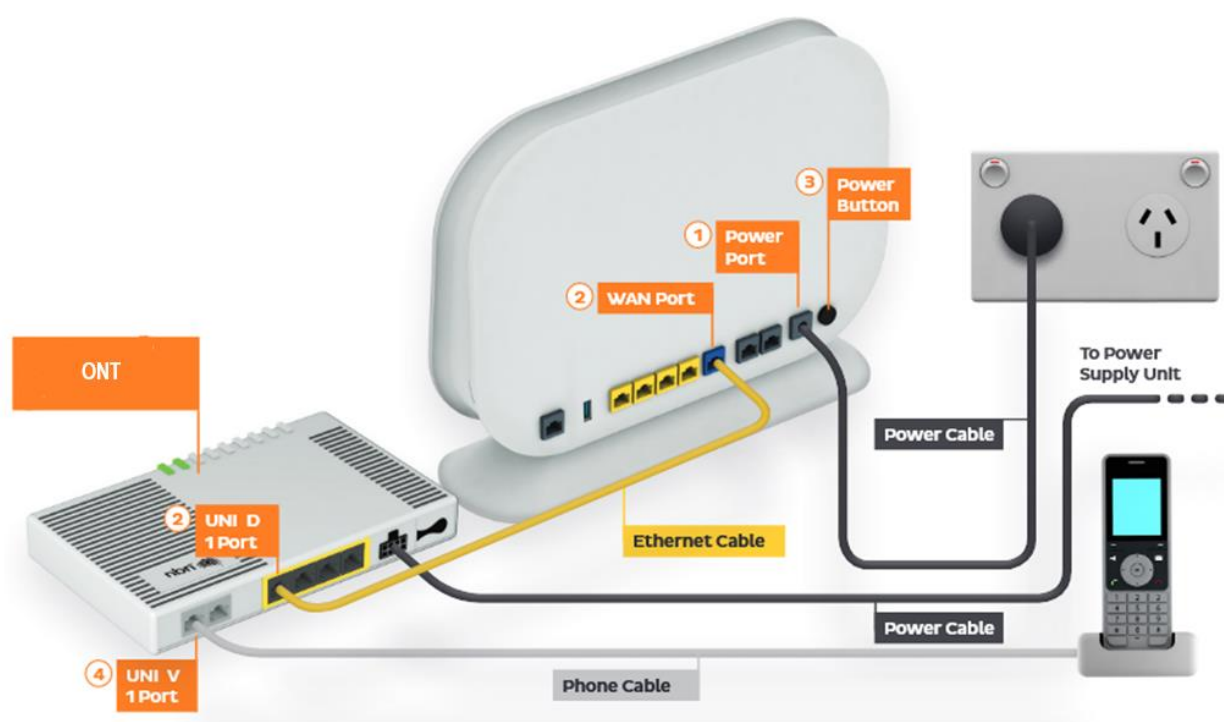 3
Power
Button
1
Power
Port
2
WAN Port
ONT
To Power
Supply Unit
Power Cable
2
UNI D
1 Port
Ethernet Cable
nbn
Power Cable
4
UNI V
1 Port
Phone Cable